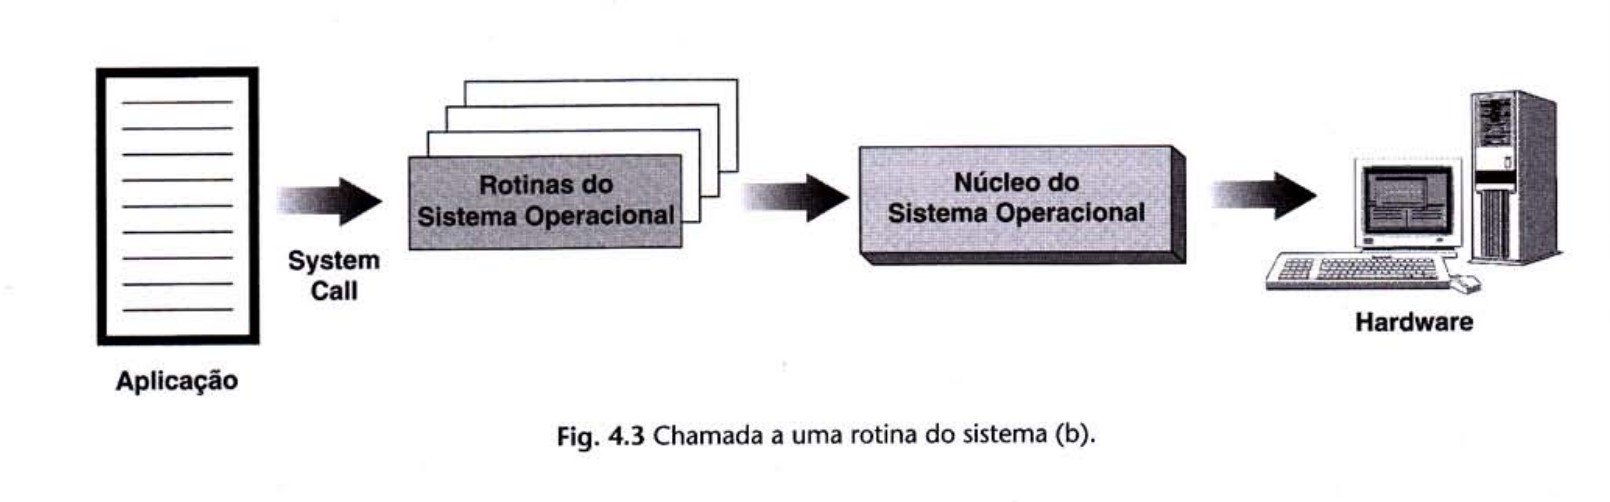 Rotinas do
Sistema Operacional
Núcleo do
Sistema Operacional
System
Call
Hardware
Aplicação
Fig. 4.3 Chamada a uma rotina do sistema (b).